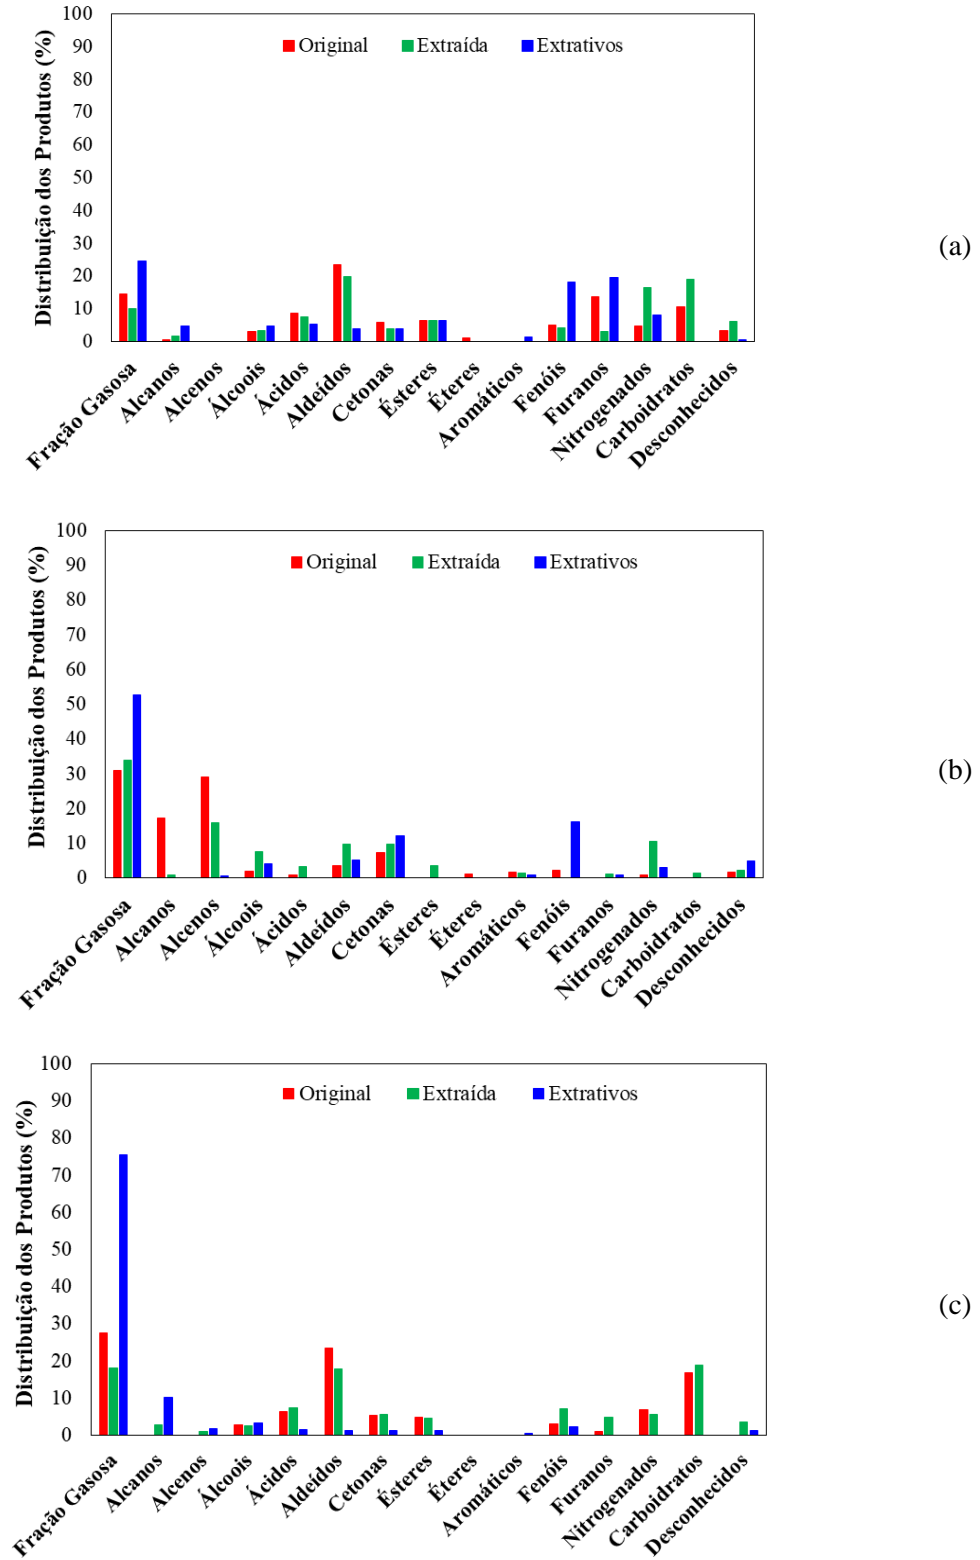 Distribuição dos Produtos (%)
100
90
80
70
60
50
40
30
20
10
0
Original Extraída Extrativos
Fração Gasosa
Alcanos
Alcenos
Álcoois
Ácidos
Aldeídos
Cetonas
Ésteres
Éteres
Aromáticos
Fenóis
Furanos
Nitrogenados
Carboidratos
Desconhecidos
(a)
Distribuição dos Produtos (%)
100
90
80
70
60
50
40
30
20
10
0
Original Extraída Extrativos
Fração Gasosa
Alcanos
Alcenos
Álcoois
Ácidos
Aldeídos
Cetonas
Ésteres
Éteres
Aromáticos
Fenóis
Furanos
Nitrogenados
Carboidratos
Desconhecidos
(b)
Distribuição dos Produtos (%)
100
90
80
70
60
50
40
30
20
10
0
Original Extraída Extrativos
Fração Gasosa
Alcanos
Alcenos
Álcoois
Ácidos
Aldeídos
Cetonas
Ésteres
Éteres
Aromáticos
Fenóis
Furanos
Nitrogenados
Carboidratos
Desconhecidos
(c)